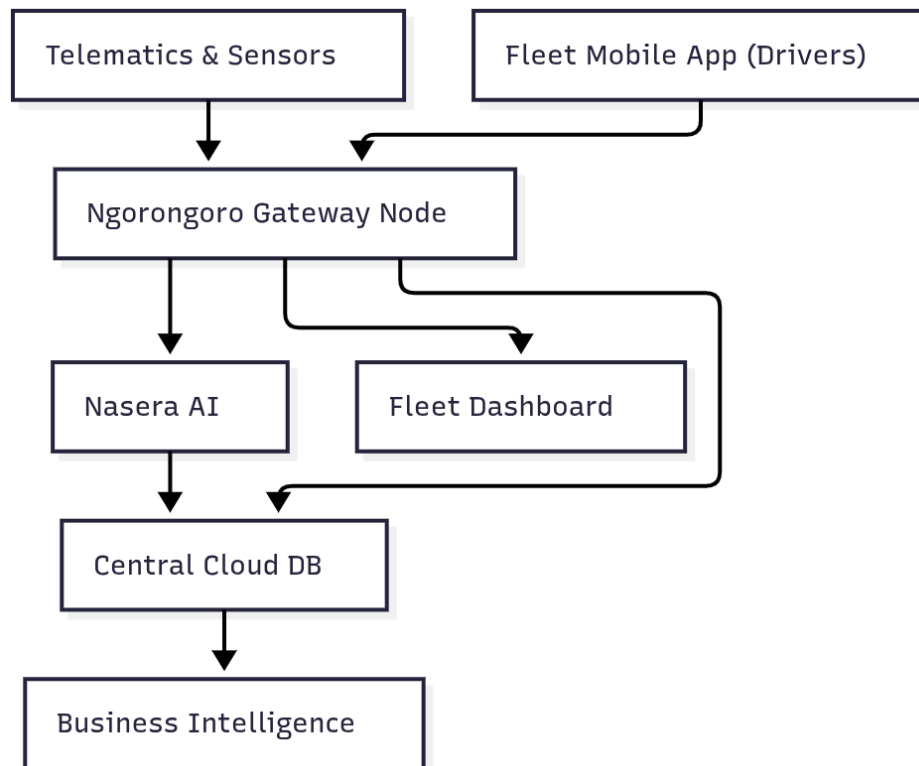 Telematics & Sensors
Fleet Mobile App (Drivers)
Ngorongoro Gateway Node
Nasera AI
Fleet Dashboard
Central Cloud DB
Business Intelligence